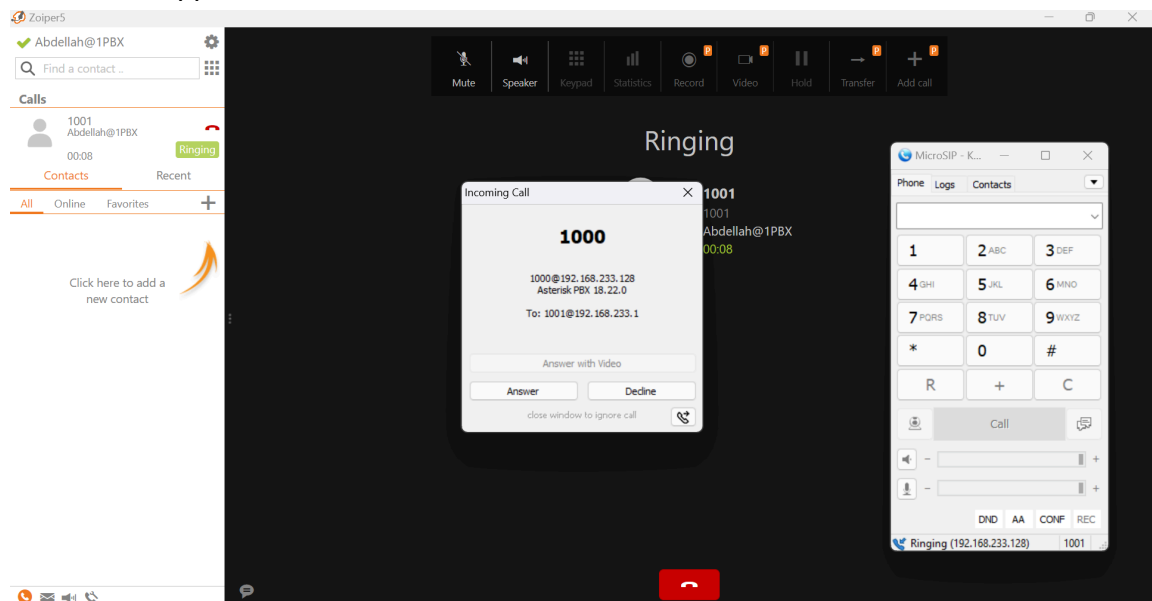 Zoiper5
Abdellah@1PBX
Find a contact ..
Calls
1001
Abdellah@1PBX
00:08
Ringing
Contacts Recent
All Online Favorites
Click here to add a
new contact
Mute Speaker Keypad Statistics Record P Video P Hold Transfer P Add call P
Ringing
1001
1001
Abdellah@1PBX
00:08
Incoming Call
1000
1000@192.168.233.128
Asterisk PBX 18.22.0
To: 1001@192.168.233.1
Answer with Video
Answer Decline
close window to ignore call
MicroSIP - K...
Phone Logs Contacts
1 2 ABC 3 DEF
4 GHI 5 JKL 6 MNO
7 PQRS 8 TUV 9 WXYZ
* 0 #
R + C
Call
- +
- +
DND AA CONF REC
Ringing (192.168.233.128) 1001